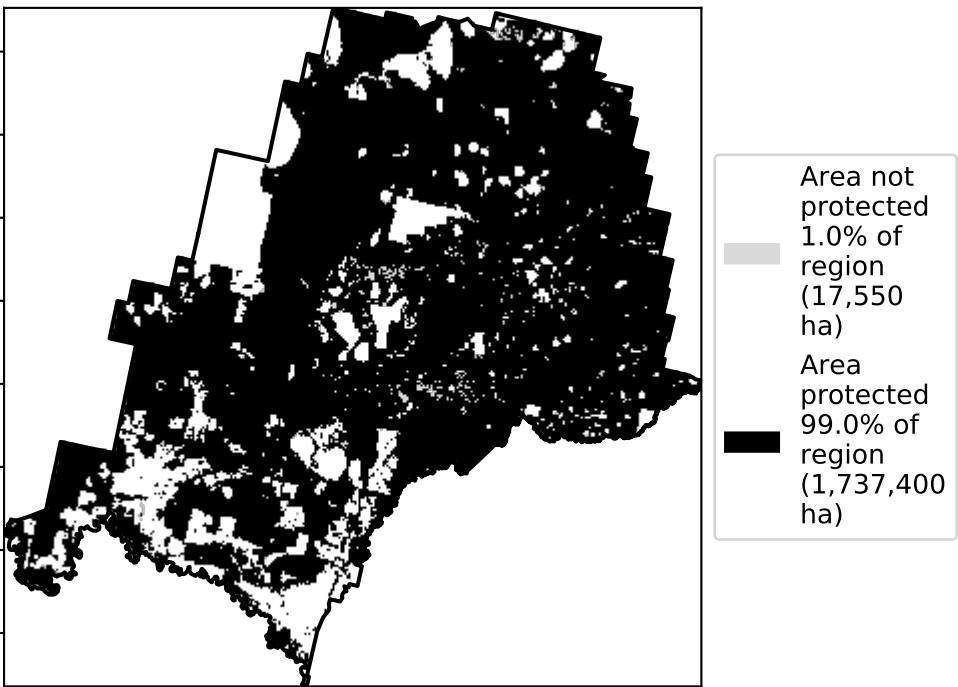 Area not
protected
1.0% of
region
(17,550
ha)
Area
protected
99.0% of
region
(1,737,400
ha)